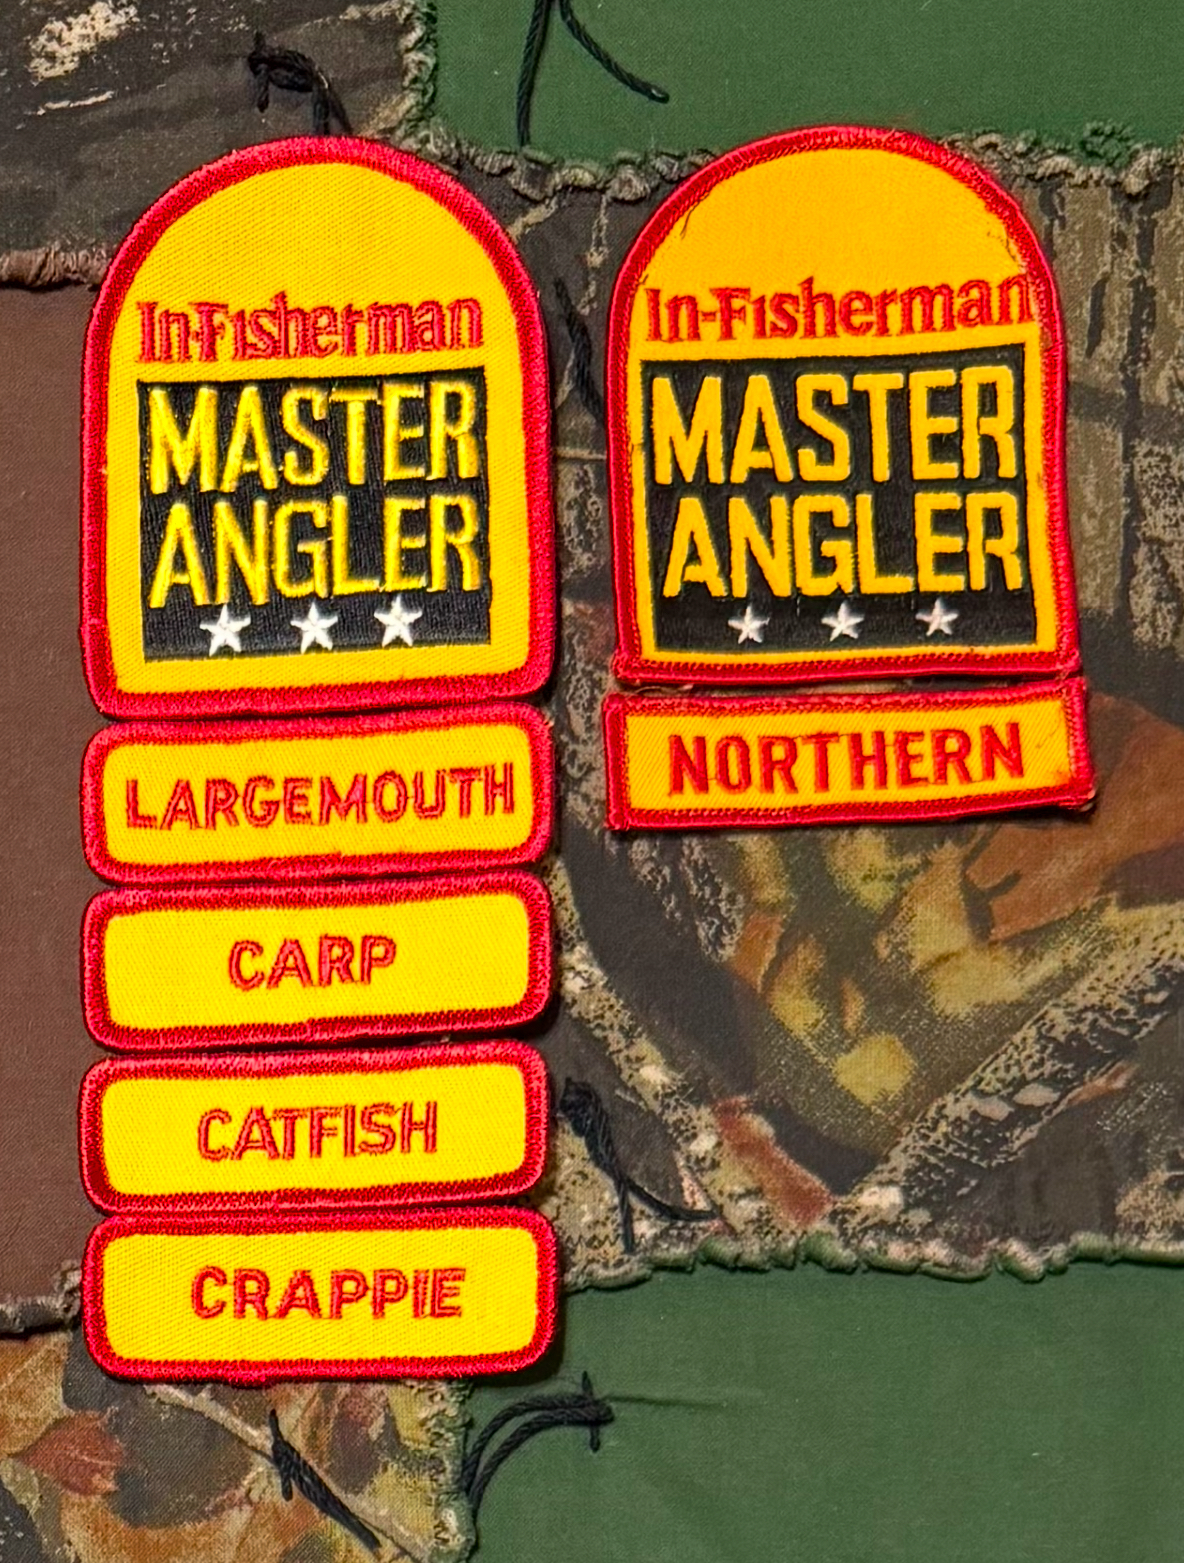 In-Fisherman
MASTER
ANGLER
LARGEMOUTH
CARP
CATFISH
CRAPPIE
In-Fisherman
MASTER
ANGLER
NORTHERN